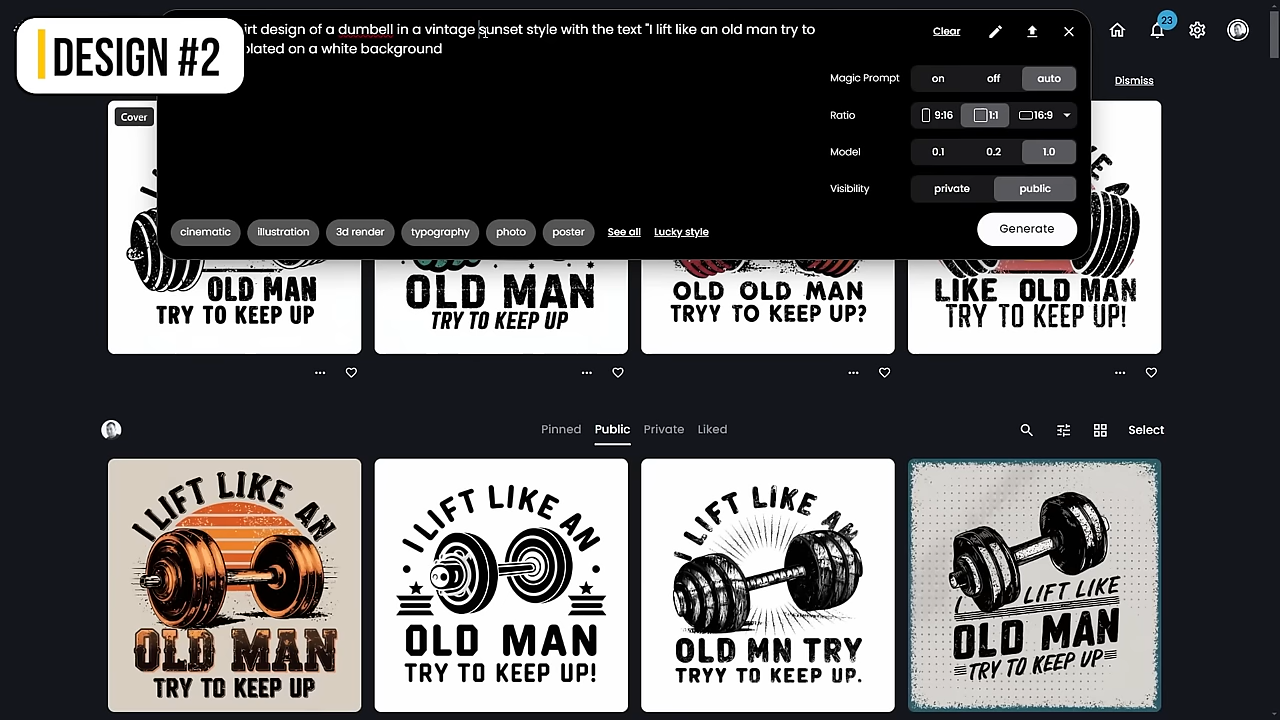 DESIGN #2
irt design of a dumbell in a vintage sunset style with the text "I lift like an old man try to
olated on a white background
Clear
23
Magic Prompt on off auto
Dismiss
Ratio 9:16 1:1 16:9
Model 0.1 0.2 1.0
Visibility private public
cinematic illustration 3d render typography photo poster See all Lucky style
Generate
Cover
OLD MAN
TRY TO KEEP UP
OLD MAN
TRY TO KEEP UP
OLD OLD MAN
TRYY TO KEEP UP?
LIKE OLD MAN
TRY TO KEEP UP!
Pinned Public Private Liked
Select
I LIFT LIKE AN
OLD MAN
TRY TO KEEP UP
I LIFT LIKE AN
OLD MAN
TRY TO KEEP UP!
I LIFT LIKE AN
OLD MN TRY
TRYY TO KEEP UP.
I LIFT LIKE
OLD MAN
TRY TO KEEP UP